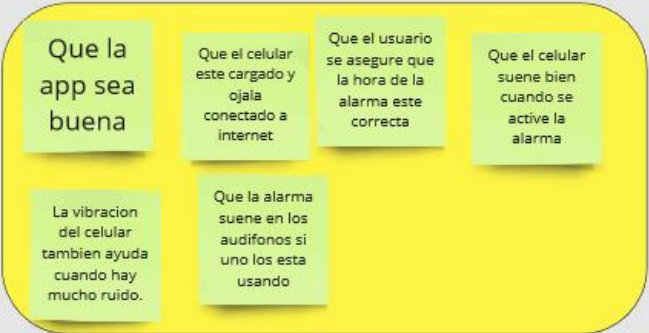 Que la
app sea
buena
Que el celular
este cargado y
ojala
conectado a
internet
Que el usuario
se asegure que
la hora de la
alarma este
correcta
Que el celular
suene bien
cuando se
active la
alarma
La vibracion
del celular
tambien ayuda
cuando hay
mucho ruido.
Que la alarma
suene en los
audifonos si
uno los esta
usando